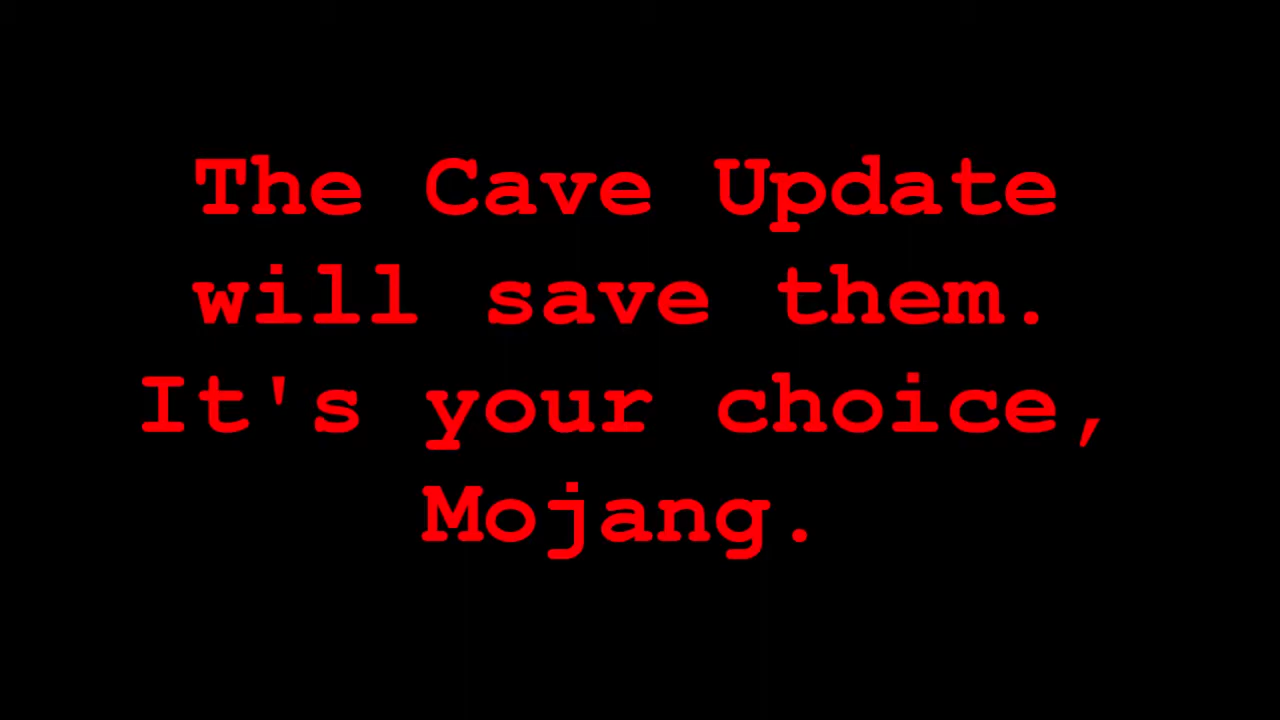 The Cave Update
will save them.
It's your choice,
Mojang.